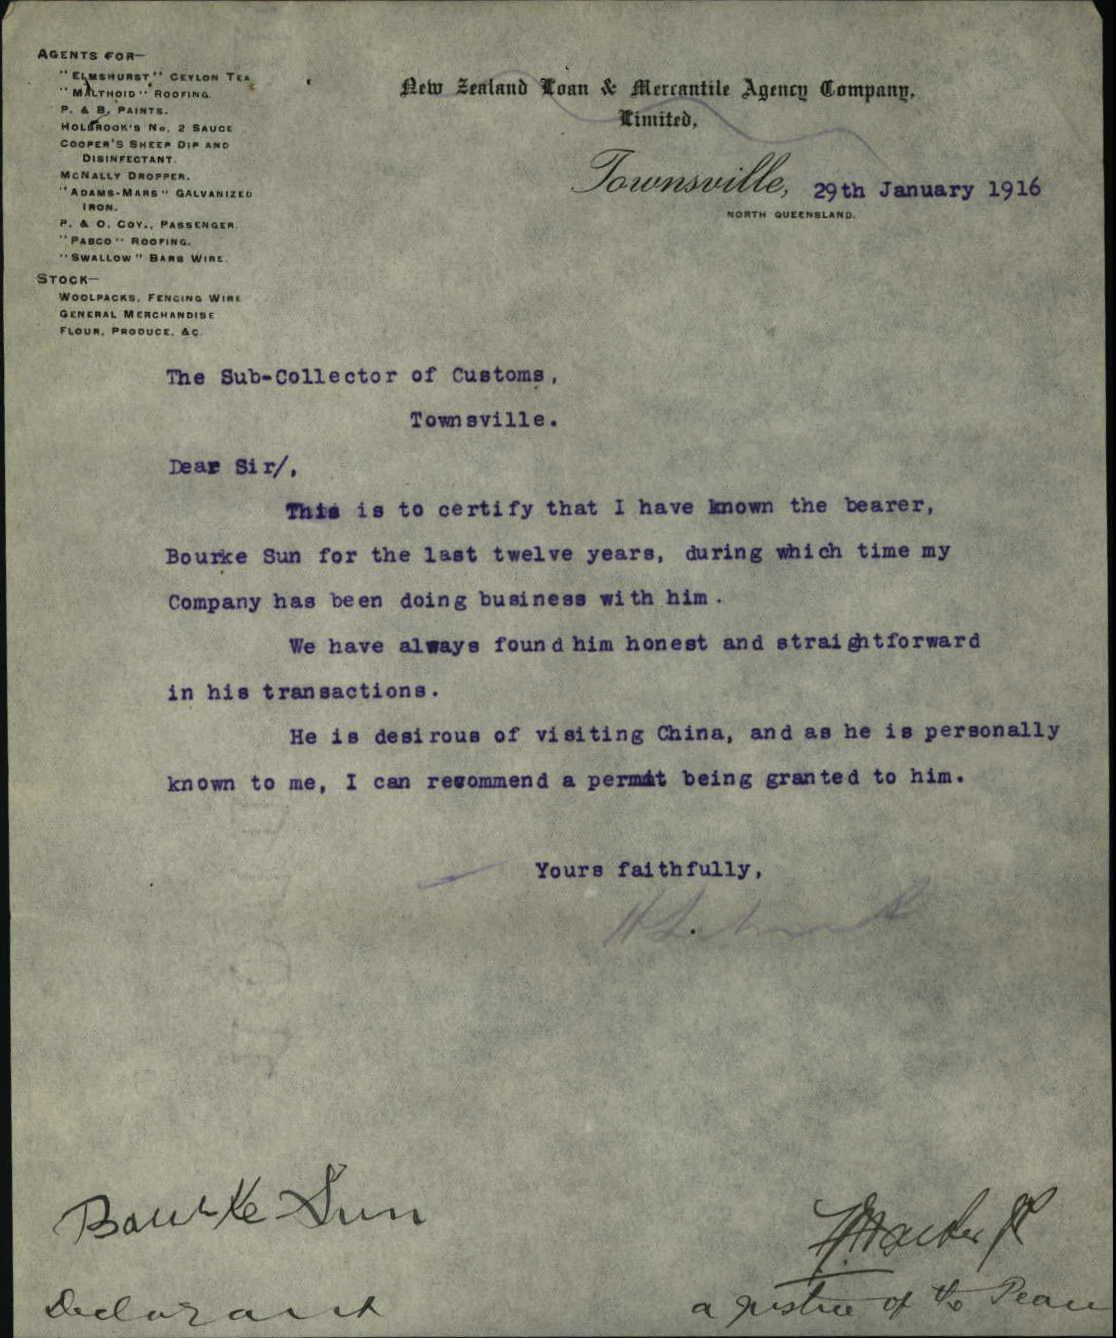 AGENTS FOR—
"ELMSHURST" CEYLON TEA
"MALTHOID" ROOFING.
P. & B. PAINTS.
HOLBROOK'S No. 2 SAUCE
COOPER'S SHEEP DIP AND
DISINFECTANT.
MCNALLY DROPPER.
"ADAMS-MARS" GALVANIZED
IRON.
P. & O. COY., PASSENGER.
"PABCO" ROOFING.
"SWALLOW" BARB WIRE.
STOCK—
WOOLPACKS, FENCING WIRE
GENERAL MERCHANDISE
FLOUR, PRODUCE, &C.
New Zealand Loan & Mercantile Agency Company,
Limited,
Townsville, 29th January 1916
NORTH QUEENSLAND.
The Sub-Collector of Customs,
Townsville.
Dear Sir/,
This is to certify that I have known the bearer,
Bourke Sun for the last twelve years, during which time my
Company has been doing business with him.
We have always found him honest and straightforward
in his transactions.
He is desirous of visiting China, and as he is personally
known to me, I can recommend a permit being granted to him.
Yours faithfully,
Bourke Sun
Declarant
JP
a Justice of the Peace